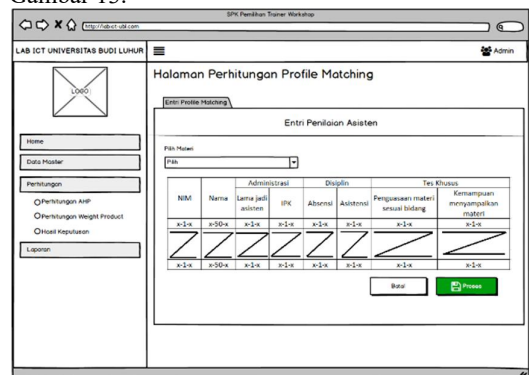 Gambar 13.
SPK Pemilihan Trainer Workshop
http://labict-ubl.com
LAB ICT UNIVERSITAS BUDI LUHUR
Admin
LOGO
Home
Data Master
Perhitungan
Perhitungan AHP
Perhitungan Weight Product
Hasil Keputusan
Laporan
Halaman Perhitungan Profile Matching
Entri Profile Matching
Entri Penilaian Asisten
Pilih Materi
Pilih
Administrasi Disiplin Tes Khusus
NIM Nama Lama jadi asisten IPK Absensi Asistensi Penguasaan materi sesuai bidang Kemampuan menyampaikan materi
x-1-x x-50-x x-1-x x-1-x x-1-x x-1-x x-1-x x-1-x
x-1-x x-50-x x-1-x x-1-x x-1-x x-1-x x-1-x x-1-x
Batal Proses